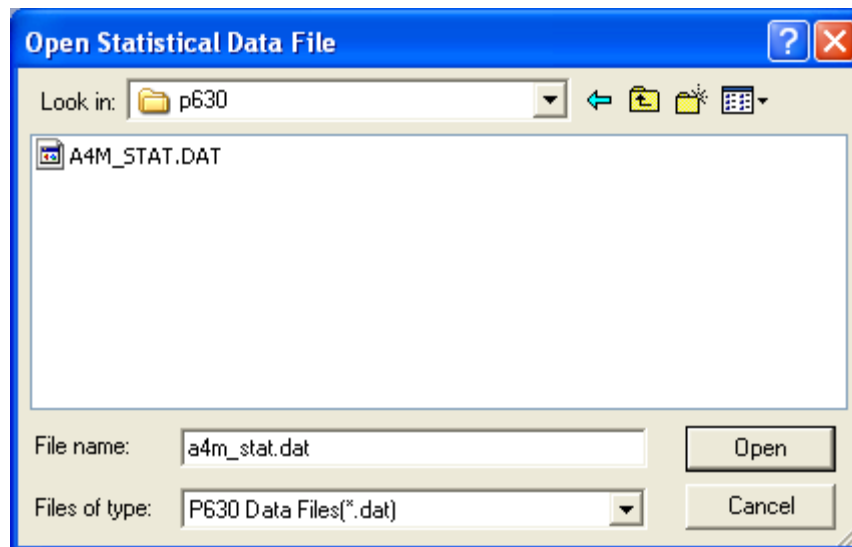 Open Statistical Data File
Look in: p630
A4M_STAT.DAT
File name: a4m_stat.dat Open
Files of type: P630 Data Files(*.dat) Cancel